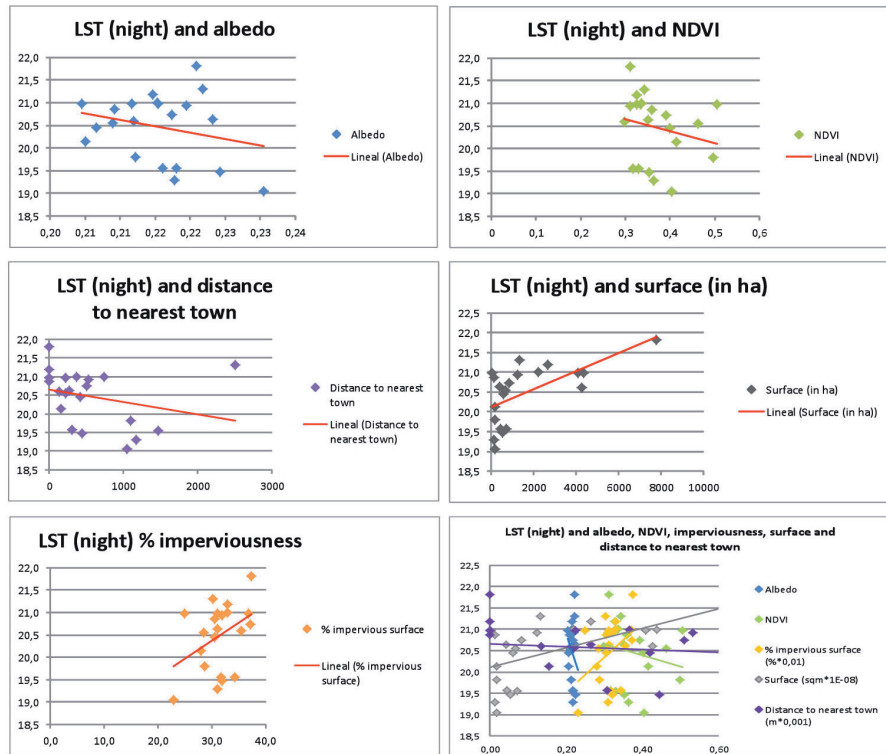 LST (night) and albedo
22,0
21,5
21,0
20,5
20,0
19,5
19,0
18,5
0,20 0,21 0,21 0,22 0,22 0,23 0,23 0,24
Albedo
Lineal (Albedo)
LST (night) and NDVI
22,0
21,5
21,0
20,5
20,0
19,5
19,0
18,5
0 0,1 0,2 0,3 0,4 0,5 0,6
NDVI
Lineal (NDVI)
LST (night) and distance
to nearest town
22,0
21,5
21,0
20,5
20,0
19,5
19,0
18,5
0 1000 2000 3000
Distance to nearest
town
Lineal (Distance to
nearest town)
LST (night) and surface (in ha)
22,5
22,0
21,5
21,0
20,5
20,0
19,5
19,0
18,5
0 2000 4000 6000 8000 10000
Surface (in ha)
Lineal (Surface (in ha))
LST (night) % imperviousness
22,0
21,5
21,0
20,5
20,0
19,5
19,0
18,5
0,0 10,0 20,0 30,0 40,0
% impervious surface
Lineal (% impervious
surface)
LST (night) and albedo, NDVI, imperviousness, surface and
distance to nearest town
22,0
21,5
21,0
20,5
20,0
19,5
19,0
18,5
0,00 0,20 0,40 0,60
Albedo
NDVI
% impervious surface
(%*0,01)
Surface (sqm*1E-08)
Distance to nearest town
(m*0,001)